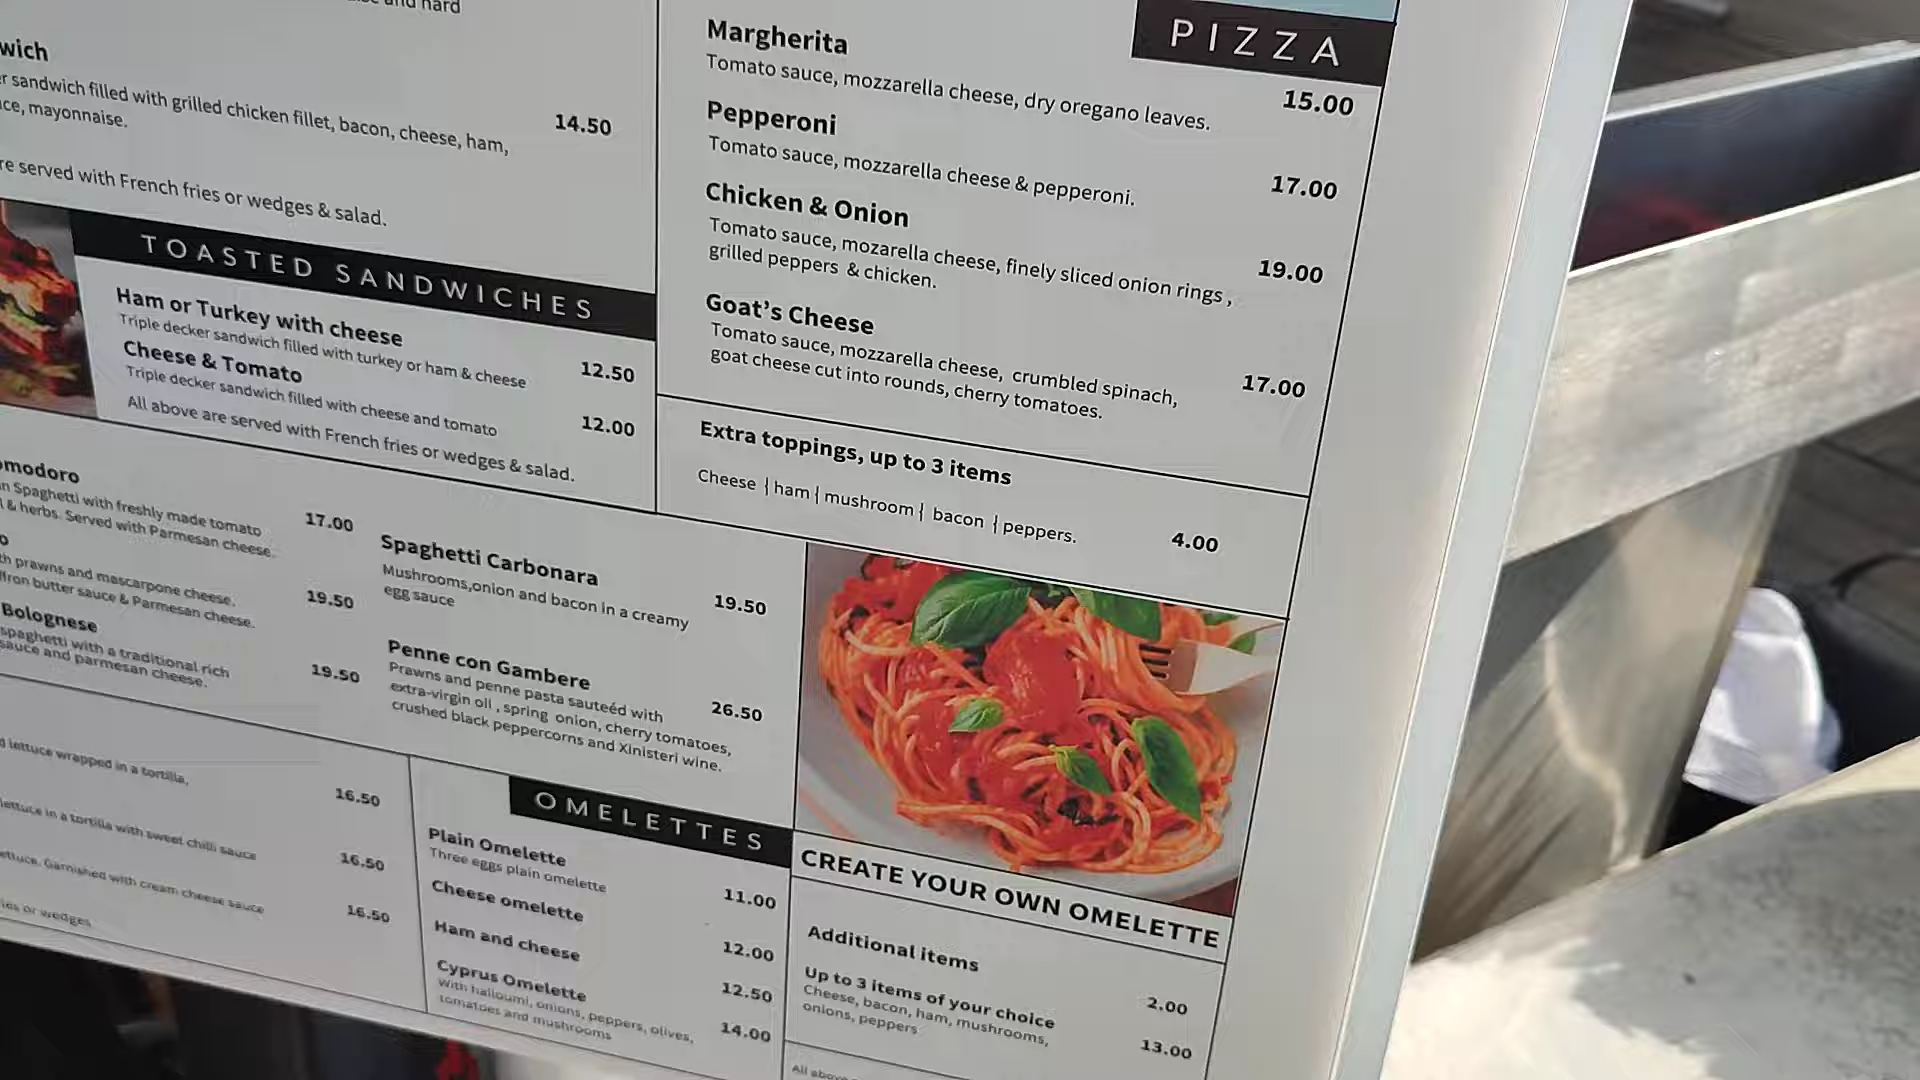 and hard
wich
sandwich filled with grilled chicken fillet, bacon, cheese, ham,
mayonnaise.
14.50
served with French fries or wedges & salad.
TOASTED SANDWICHES
Ham or Turkey with cheese
Triple decker sandwich filled with turkey or ham & cheese
12.50
Cheese & Tomato
Triple decker sandwich filled with cheese and tomato
12.00
All above are served with French fries or wedges & salad.
PIZZA
Margherita
Tomato sauce, mozzarella cheese, dry oregano leaves.
15.00
Pepperoni
Tomato sauce, mozzarella cheese & pepperoni.
17.00
Chicken & Onion
Tomato sauce, mozarella cheese, finely sliced onion rings ,
grilled peppers & chicken.
19.00
Goat's Cheese
Tomato sauce, mozzarella cheese, crumbled spinach,
goat cheese cut into rounds, cherry tomatoes.
17.00
Extra toppings, up to 3 items
Cheese | ham | mushroom | bacon | peppers.
4.00
omodoro
Spaghetti with freshly made tomato
& herbs. Served with Parmesan cheese.
17.00
prawns and mascarpone cheese.
butter sauce & Parmesan cheese.
19.50
Bolognese
spaghetti with a traditional rich
sauce and parmesan cheese.
19.50
Spaghetti Carbonara
Mushrooms,onion and bacon in a creamy
egg sauce
19.50
Penne con Gambere
Prawns and penne pasta sauteéd with
extra-virgin oil , spring onion, cherry tomatoes,
crushed black peppercorns and Xinisteri wine.
26.50
lettuce wrapped in a tortilla,
16.50
lettuce in a tortilla with sweet chilli sauce
16.50
lettuce. Garnished with cream cheese sauce
16.50
or wedges
OMELETTES
Plain Omelette
Three eggs plain omelette
11.00
Cheese omelette
12.00
Ham and cheese
12.50
Cyprus Omelette
With halloumi, onions, peppers, olives,
tomatoes and mushrooms
14.00
CREATE YOUR OWN OMELETTE
Additional items
2.00
Up to 3 items of your choice
Cheese, bacon, ham, mushrooms,
onions, peppers
13.00
All above